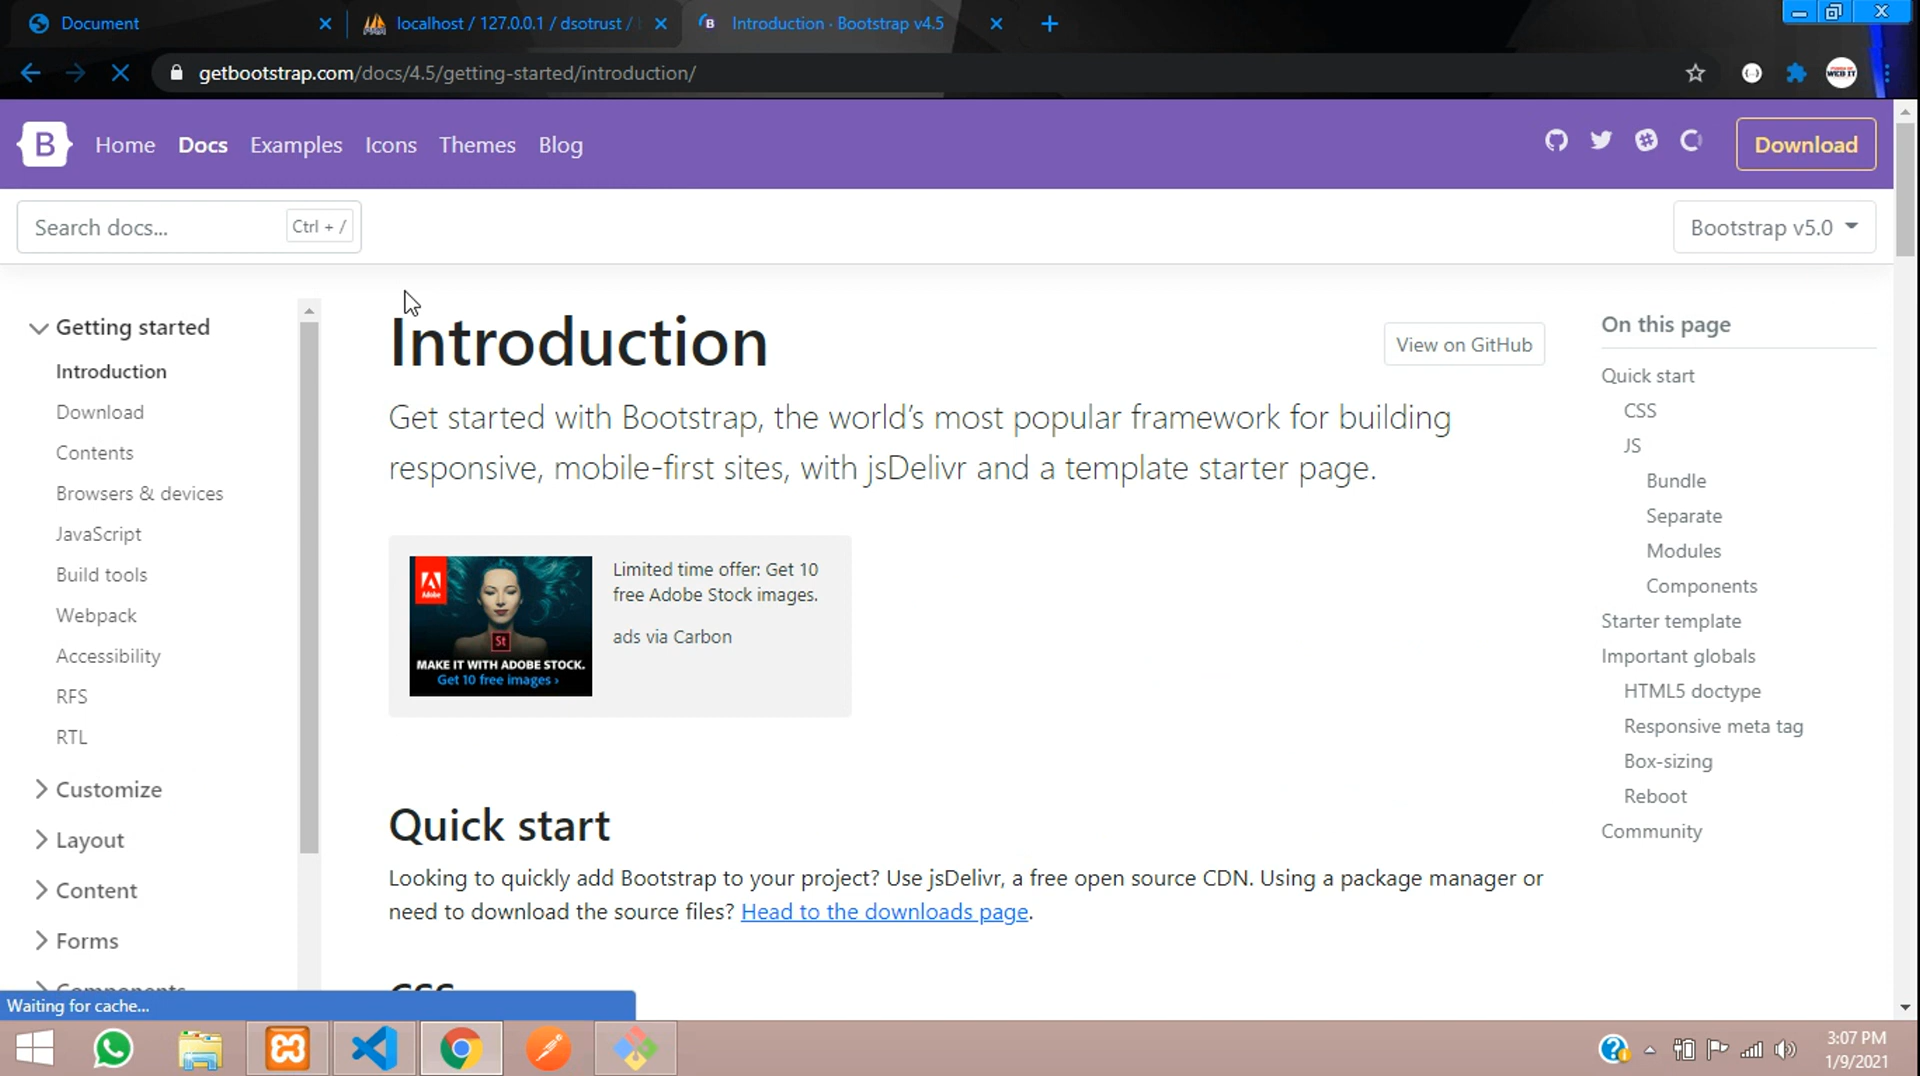 Document
localhost / 127.0.0.1 / dsotrust /
B Introduction · Bootstrap v4.5
getbootstrap.com/docs/4.5/getting-started/introduction/
WEB IT
B Home Docs Examples Icons Themes Blog Download
Search docs... Ctrl + / Bootstrap v5.0
Getting started
Introduction
Download
Contents
Browsers & devices
JavaScript
Build tools
Webpack
Accessibility
RFS
RTL
Customize
Layout
Content
Forms
Components
Introduction
View on GitHub
Get started with Bootstrap, the world's most popular framework for building
responsive, mobile-first sites, with jsDelivr and a template starter page.
Adobe
St
MAKE IT WITH ADOBE STOCK.
Get 10 free images ›
Limited time offer: Get 10
free Adobe Stock images.
ads via Carbon
Quick start
Looking to quickly add Bootstrap to your project? Use jsDelivr, a free open source CDN. Using a package manager or
need to download the source files? Head to the downloads page.
CSS
On this page
Quick start
CSS
JS
Bundle
Separate
Modules
Components
Starter template
Important globals
HTML5 doctype
Responsive meta tag
Box-sizing
Reboot
Community
Waiting for cache...
3:07 PM
1/9/2021